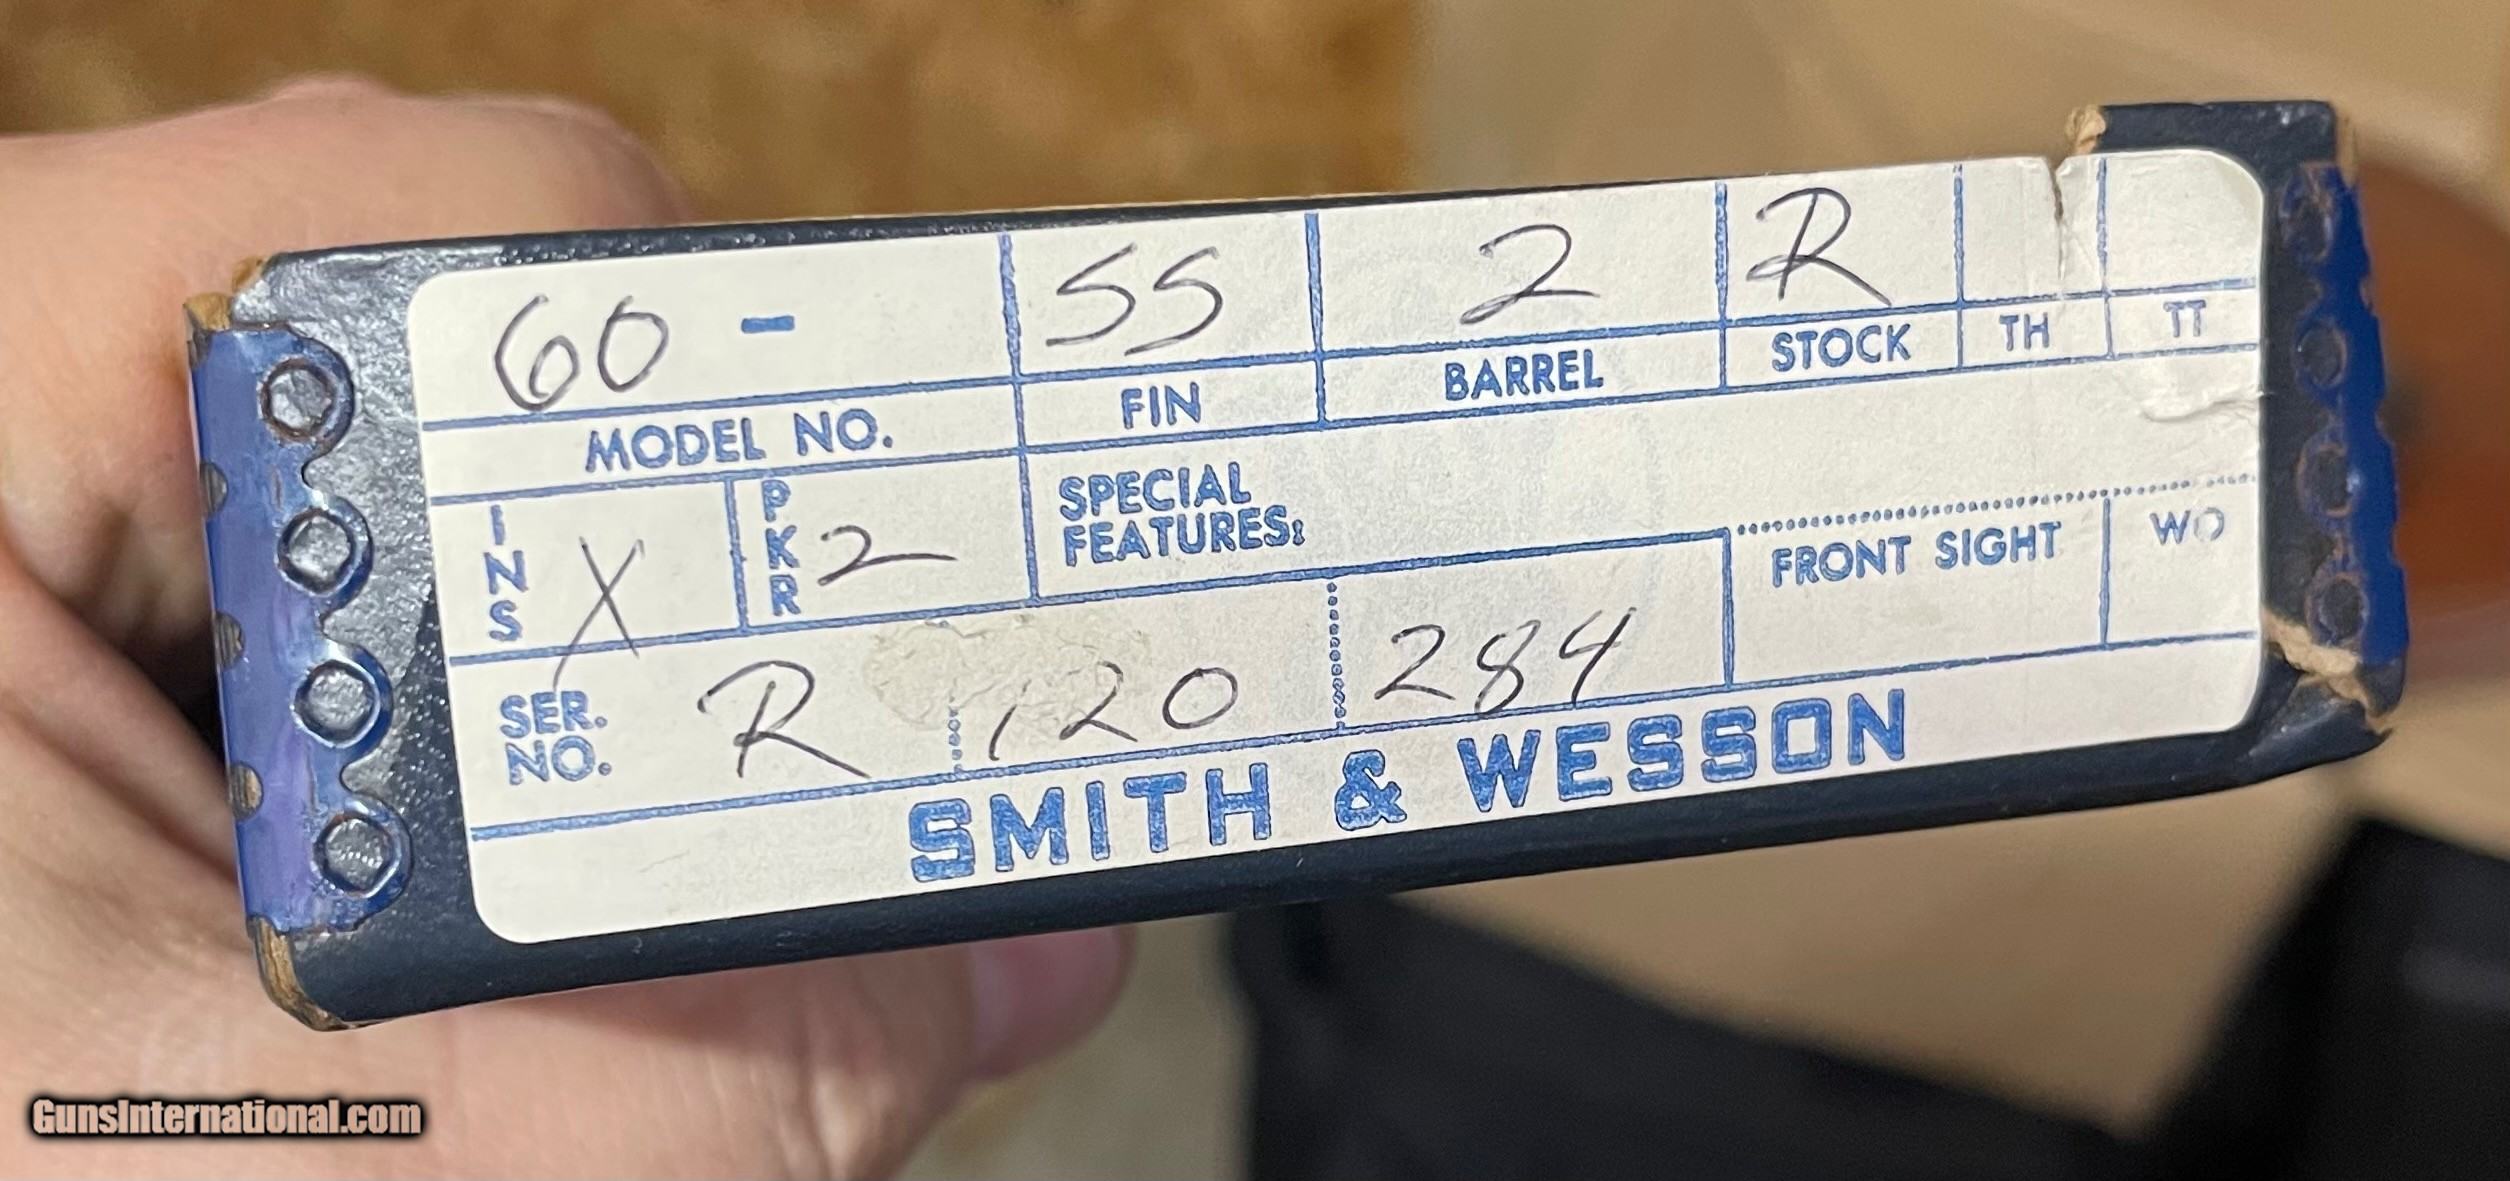 60 - SS 2 R
MODEL NO. FIN BARREL STOCK TH TT
INS X PKR 2 SPECIAL
FEATURES:
FRONT SIGHT WO
SER.
NO. R 120 284
SMITH & WESSON
GunsInternational.com